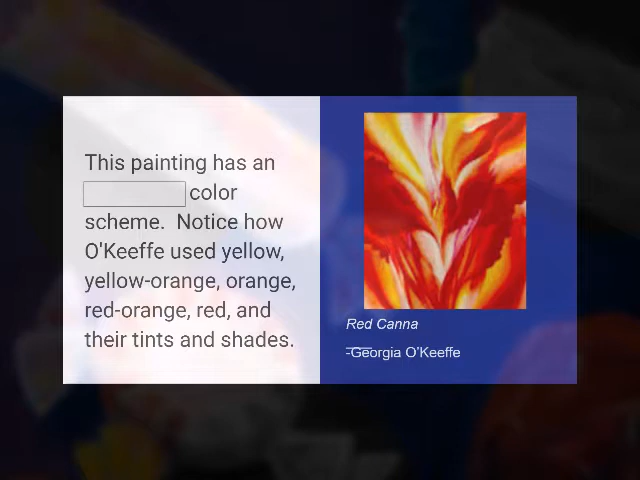 This painting has an
color
scheme. Notice how
O'Keeffe used yellow,
yellow-orange, orange,
red-orange, red, and
their tints and shades.
Red Canna
-Georgia O'Keeffe